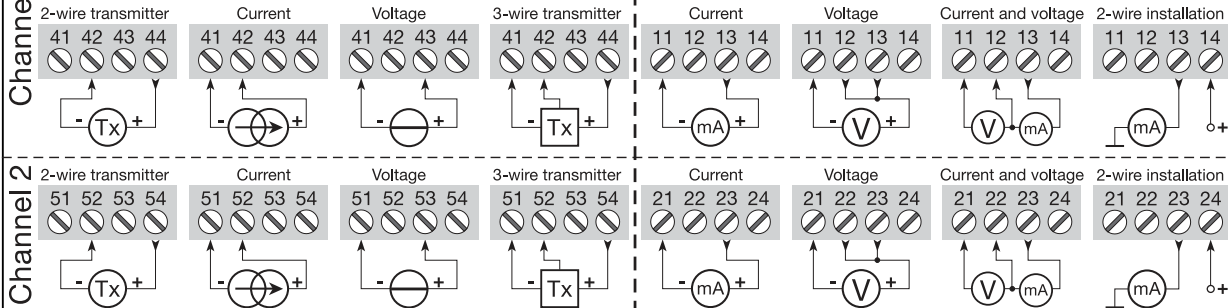 Channel
2-wire transmitter Current Voltage 3-wire transmitter Current Voltage Current and voltage 2-wire installation
41 42 43 44 41 42 43 44 41 42 43 44 41 42 43 44 11 12 13 14 11 12 13 14 11 12 13 14 11 12 13 14
- Tx + - + - + - Tx + - mA + - V + V mA mA +
Channel 2
2-wire transmitter Current Voltage 3-wire transmitter Current Voltage Current and voltage 2-wire installation
51 52 53 54 51 52 53 54 51 52 53 54 51 52 53 54 21 22 23 24 21 22 23 24 21 22 23 24 21 22 23 24
- Tx + - + - + - Tx + - mA + - V + V mA mA +